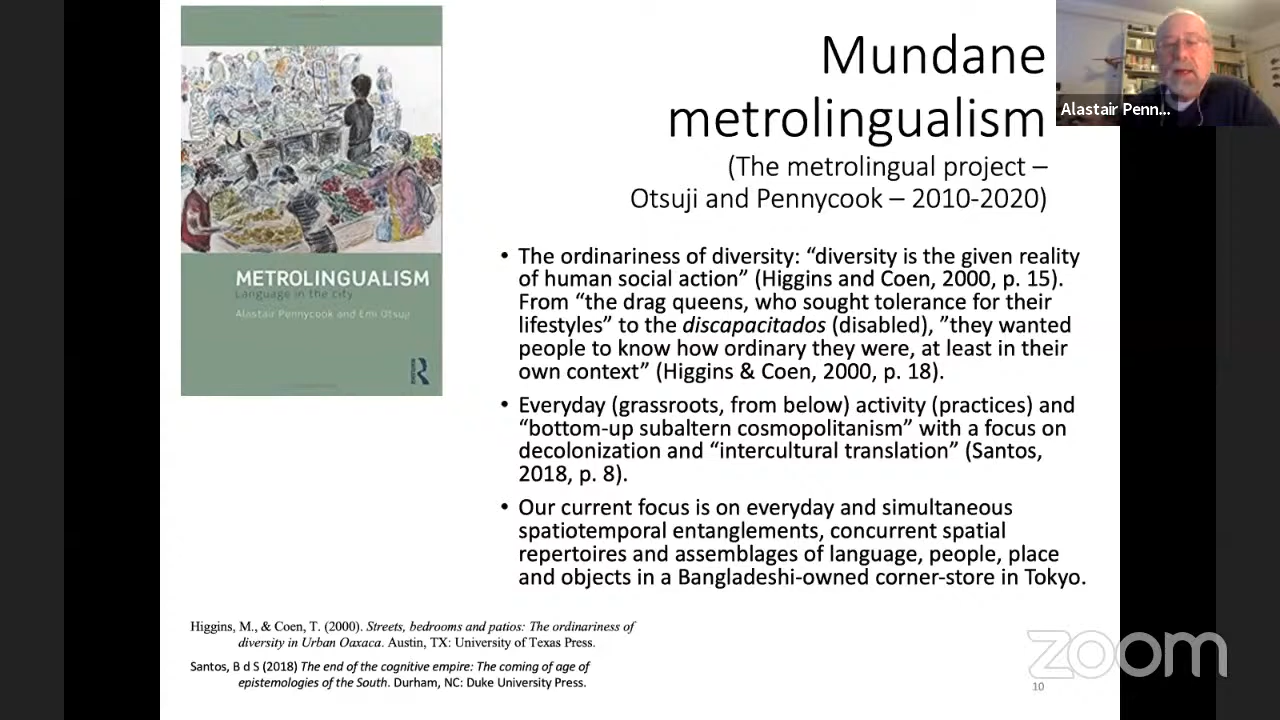 Mundane
metrolingualism
(The metrolingual project –
Otsuji and Pennycook – 2010-2020)
Alastair Penn...
METROLINGUALISM
Language in the city
Alastair Pennycook and Emi Otsuji
R
• The ordinariness of diversity: “diversity is the given reality
of human social action” (Higgins and Coen, 2000, p. 15).
From “the drag queens, who sought tolerance for their
lifestyles” to the discapacitados (disabled), ”they wanted
people to know how ordinary they were, at least in their
own context” (Higgins & Coen, 2000, p. 18).
• Everyday (grassroots, from below) activity (practices) and
“bottom-up subaltern cosmopolitanism” with a focus on
decolonization and “intercultural translation” (Santos,
2018, p. 8).
• Our current focus is on everyday and simultaneous
spatiotemporal entanglements, concurrent spatial
repertoires and assemblages of language, people, place
and objects in a Bangladeshi-owned corner-store in Tokyo.
Higgins, M., & Coen, T. (2000). Streets, bedrooms and patios: The ordinariness of
diversity in Urban Oaxaca. Austin, TX: University of Texas Press.
Santos, B d S (2018) The end of the cognitive empire: The coming of age of
epistemologies of the South. Durham, NC: Duke University Press.
zoom
10